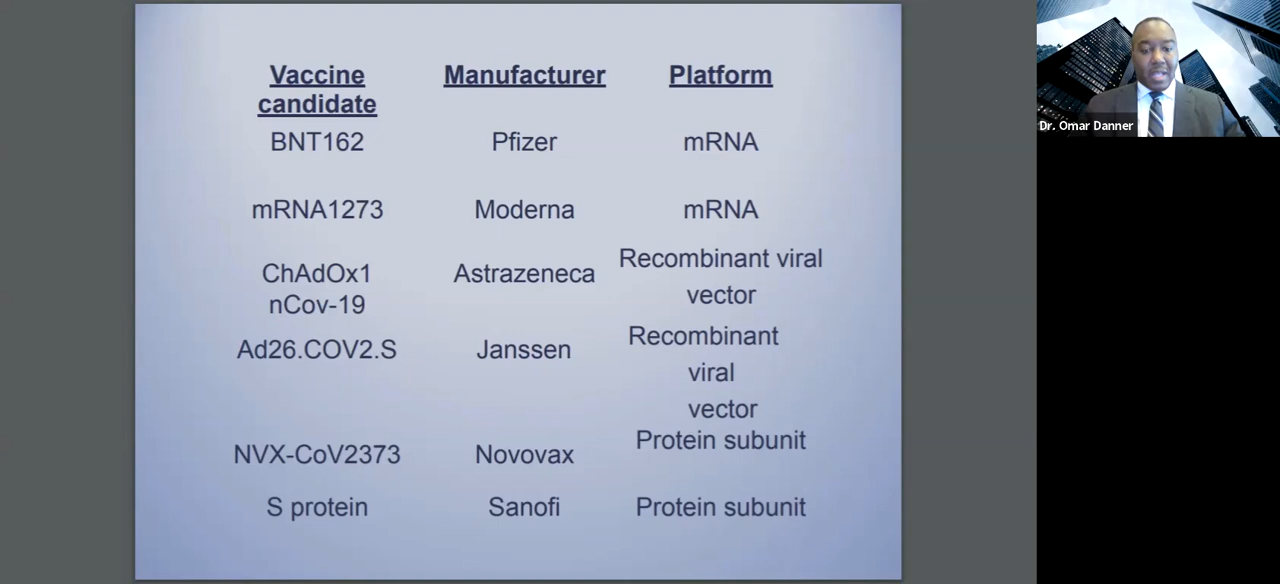 Vaccine candidate Manufacturer Platform
BNT162 Pfizer mRNA
mRNA1273 Moderna mRNA
ChAdOx1 nCov-19 Astrazeneca Recombinant viral vector
Ad26.COV2.S Janssen Recombinant viral vector
NVX-CoV2373 Novovax Protein subunit
S protein Sanofi Protein subunit
Dr. Omar Danner